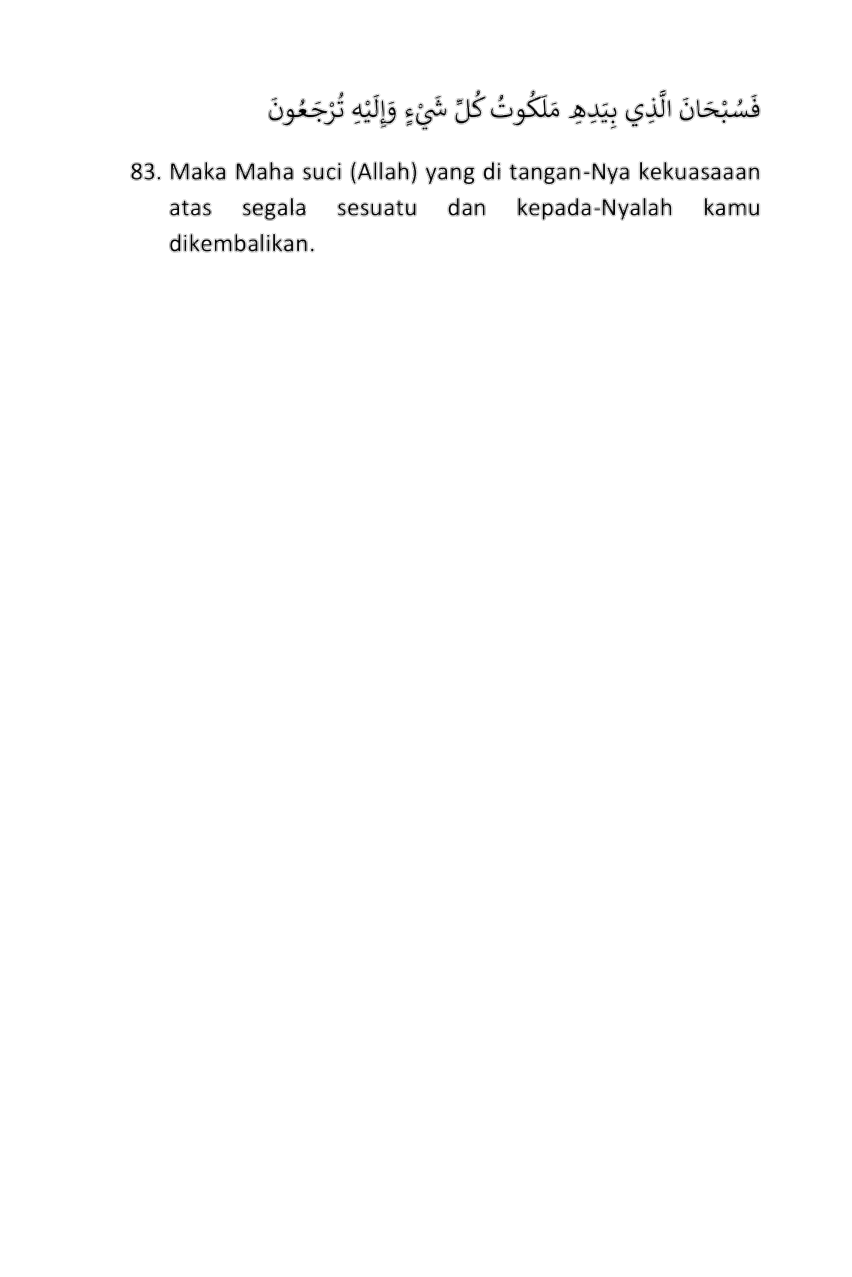 فَسُبْحَانَ الَّذِي بِيَدِهِ مَلَكُوتُ كُلِّ شَيْءٍ وَإِلَيْهِ تُرْجَعُونَ
83. Maka Maha suci (Allah) yang di tangan-Nya kekuasaaan
atas segala sesuatu dan kepada-Nyalah kamu
dikembalikan.